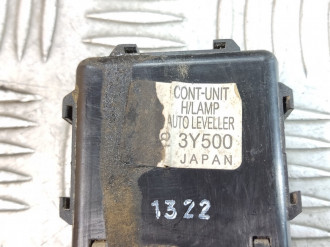 CONT-UNIT
H/LAMP
AUTO LEVELLER
3Y500
JAPAN
1322